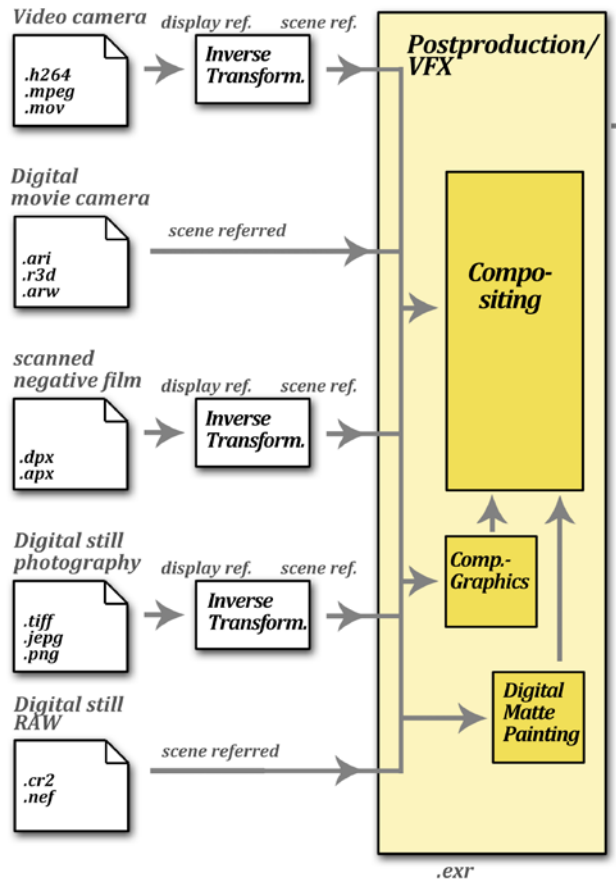 Video camera
display ref.
scene ref.
.h264
.mpeg
.mov
Inverse
Transform.
Postproduction/
VFX
Digital
movie camera
scene referred
.ari
.r3d
.arw
Compo-
siting
scanned
negative film
display ref.
scene ref.
.dpx
.apx
Inverse
Transform.
Digital still
photography
display ref.
scene ref.
.tiff
.jepg
.png
Inverse
Transform.
Comp.-
Graphics
Digital still
RAW
scene referred
.cr2
.nef
Digital
Matte
Painting
.exr